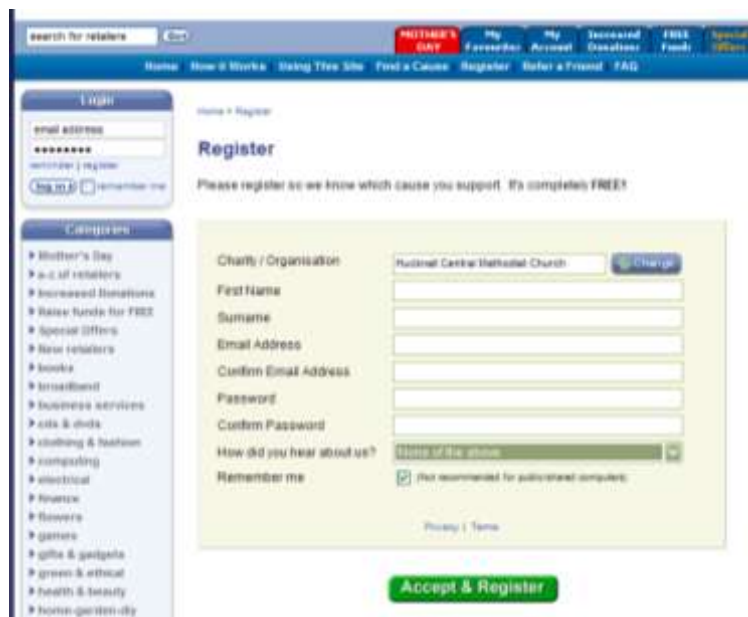 search for retailers Go
MOTHER'S DAY
My Favourites
My Account
Increased Donations
FREE Funds
Special Offers
Home How it Works Using This Site Find a Cause Register Refer a Friend FAQ
Login
email address
reminder | register
log in remember me
Home > Register
Register
Please register so we know which cause you support. It's completely FREE!
Categories
Mother's Day
a-z of retailers
Increased Donations
Raise funds for FREE
Special Offers
New retailers
books
broadband
business services
cds & dvds
clothing & fashion
computing
electrical
finance
flowers
games
gifts & gadgets
green & ethical
health & beauty
home-garden-diy
Charity / Organisation Hucknall Central Methodist Church Change
First Name
Surname
Email Address
Confirm Email Address
Password
Confirm Password
How did you hear about us? None of the above
Remember me (Not recommended for public/shared computers)
Privacy | Terms
Accept & Register